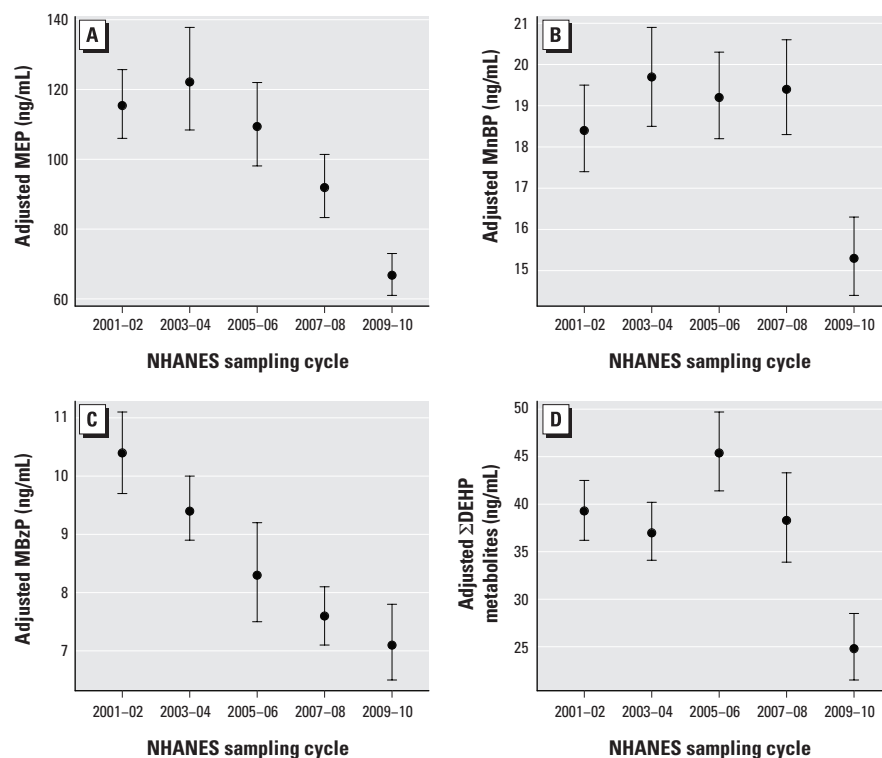 A
Adjusted MEP (ng/mL)
140
120
100
80
60
2001–02 2003–04 2005–06 2007–08 2009–10
NHANES sampling cycle
B
Adjusted MnBP (ng/mL)
21
20
19
18
17
16
15
2001–02 2003–04 2005–06 2007–08 2009–10
NHANES sampling cycle
C
Adjusted MBzP (ng/mL)
11
10
9
8
7
2001–02 2003–04 2005–06 2007–08 2009–10
NHANES sampling cycle
D
Adjusted ΣDEHP
metabolites (ng/mL)
50
45
40
35
30
25
2001–02 2003–04 2005–06 2007–08 2009–10
NHANES sampling cycle